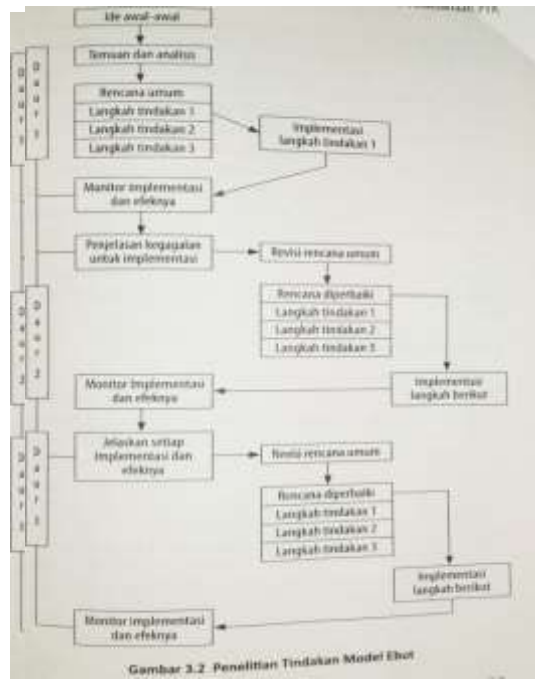 PTK
Ide awal-awal
Temuan dan analisis
Rencana umum
Langkah tindakan 1
Langkah tindakan 2
Langkah tindakan 3
Implementasi
langkah tindakan 1
Monitor implementasi
dan efeknya
Penjelasan kegagalan
untuk implementasi
Revisi rencana umum
Rencana diperbaiki
Langkah tindakan 1
Langkah tindakan 2
Langkah tindakan 3
Implementasi
langkah berikut
Monitor implementasi
dan efeknya
Jelaskan setiap
implementasi dan
efeknya
Revisi rencana umum
Rencana diperbaiki
Langkah tindakan 1
Langkah tindakan 2
Langkah tindakan 3
Implementasi
langkah berikut
Monitor implementasi
dan efeknya
Daur 1
Daur 2
Gambar 3.2 Penelitian Tindakan Model Ebut